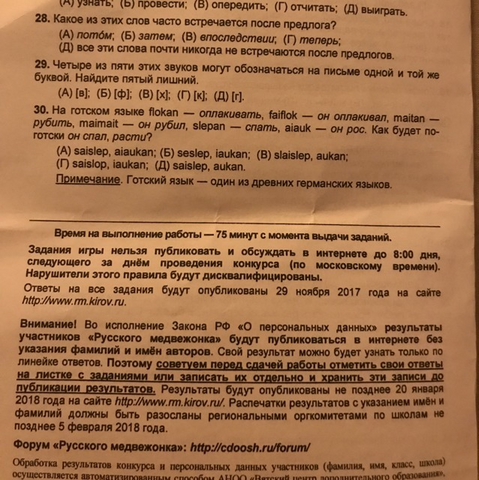 (А) узнать; (Б) провести; (В) опередить; (Г) отчитать; (Д) выиграть.
28. Какое из этих слов часто встречается после предлога?
(А) пото́м; (Б) затем; (В) впоследствии; (Г) теперь;
(Д) все эти слова почти никогда не встречаются после предлогов.
29. Четыре из пяти этих звуков могут обозначаться на письме одной и той же
буквой. Найдите пятый лишний.
(А) [в]; (Б) [ф]; (В) [х]; (Г) [к]; (Д) [г].
30. На готском языке flokan — оплакивать, faiflok — он оплакивал, maitan —
рубить, maimait — он рубил, slepan — спать, aiauk — он рос. Как будет по-
готски он спал, расти?
(А) saislep, aiaukan; (Б) seslep, iaukan; (В) slaislep, aukan;
(Г) saislop, iaukan; (Д) saislep, aukan.
Примечание. Готский язык — один из древних германских языков.
Время на выполнение работы — 75 минут с момента выдачи заданий.
Задания игры нельзя публиковать и обсуждать в интернете до 8:00 дня,
следующего за днём проведения конкурса (по московскому времени).
Нарушители этого правила будут дисквалифицированы.
Ответы на все задания будут опубликованы 29 ноября 2017 года на сайте
http://www.rm.kirov.ru.
Внимание! Во исполнение Закона РФ «О персональных данных» результаты
участников «Русского медвежонка» будут публиковаться в интернете без
указания фамилий и имён авторов. Свой результат можно будет узнать только по
линейке ответов. Поэтому советуем перед сдачей работы отметить свои ответы
на листке с заданиями или записать их отдельно и хранить эти записи до
публикации результатов. Результаты будут опубликованы не позднее 20 января
2018 года на сайте http://www.rm.kirov.ru/. Распечатки результатов с указанием имён и
фамилий должны быть разосланы региональными оргкомитетами по школам не
позднее 5 февраля 2018 года.
Форум «Русского медвежонка»: http://cdoosh.ru/forum/
Обработка результатов конкурса и персональных данных участников (фамилия, имя, класс, школа)
осуществляется автоматизированным способом АНОО «Вятский центр дополнительного образования»,